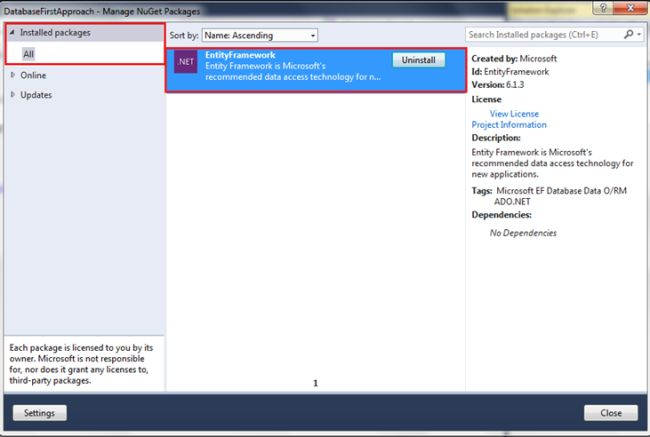 DatabaseFirstApproach - Manage NuGet Packages
Installed packages
All
Online
Updates
Each package is licensed to you by its
owner. Microsoft is not responsible
for, nor does it grant any licenses to,
third-party packages.
Sort by: Name: Ascending
.NET
EntityFramework
Entity Framework is Microsoft's
recommended data access technology for n...
Uninstall
1
Search Installed packages (Ctrl+E)
Created by: Microsoft
Id: EntityFramework
Version: 6.1.3
License
View License
Project Information
Description:
Entity Framework is Microsoft's
recommended data access technology for
new applications.
Tags: Microsoft EF Database Data O/RM
ADO.NET
Dependencies:
No Dependencies
Settings
Close